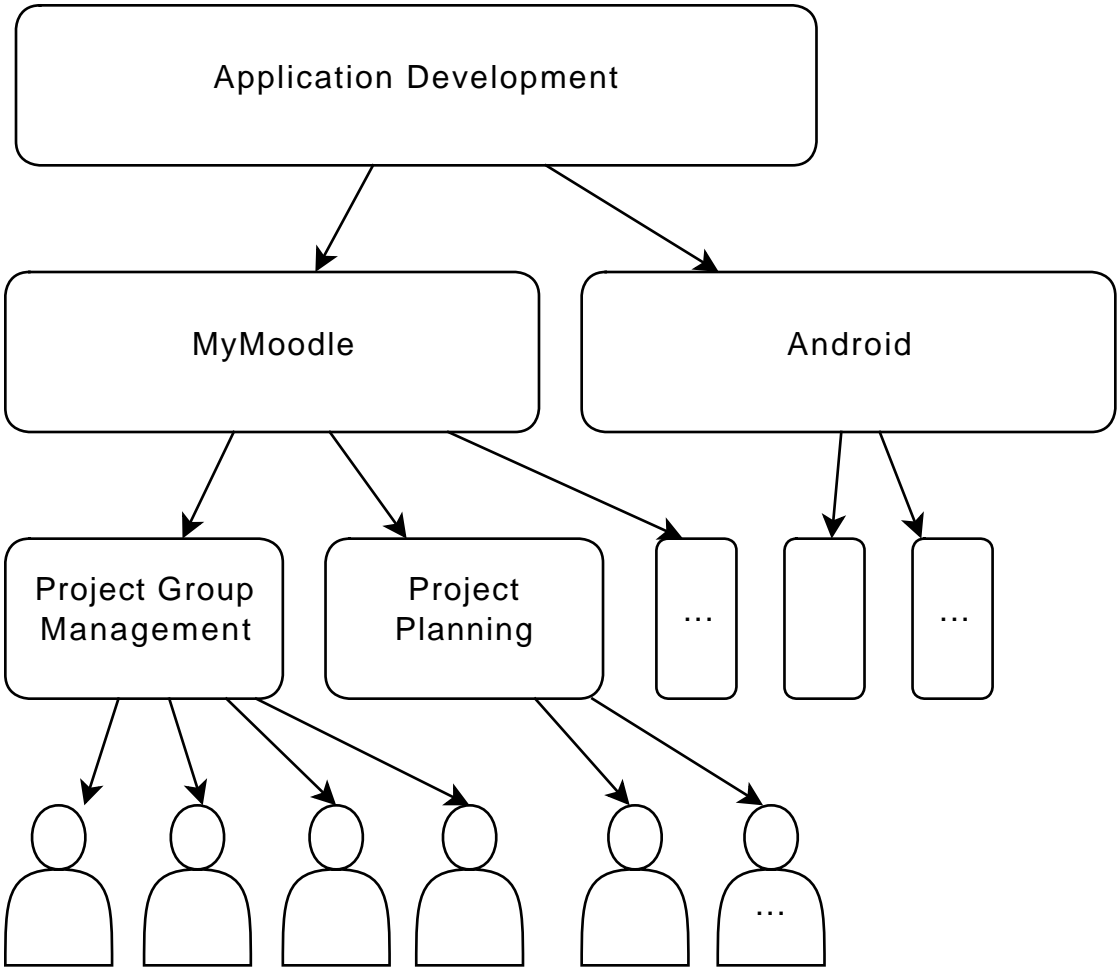 Application Development
MyMoodle
Android
Project Group
Management
Project
Planning
...
...
...